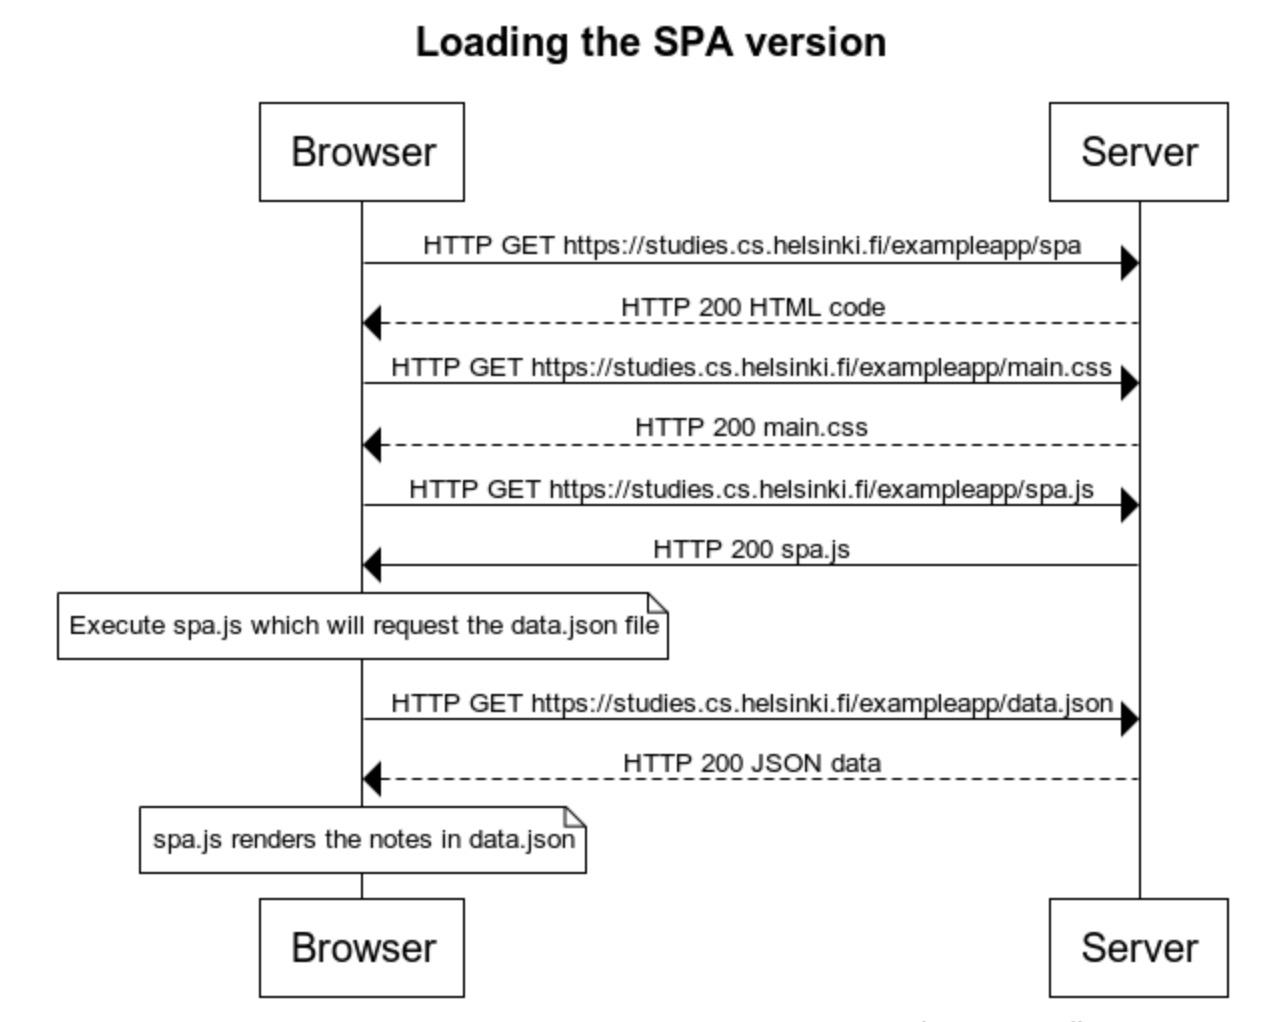 Loading the SPA version
Browser
Server
HTTP GET https://studies.cs.helsinki.fi/exampleapp/spa
HTTP 200 HTML code
HTTP GET https://studies.cs.helsinki.fi/exampleapp/main.css
HTTP 200 main.css
HTTP GET https://studies.cs.helsinki.fi/exampleapp/spa.js
HTTP 200 spa.js
Execute spa.js which will request the data.json file
HTTP GET https://studies.cs.helsinki.fi/exampleapp/data.json
HTTP 200 JSON data
spa.js renders the notes in data.json
Browser
Server